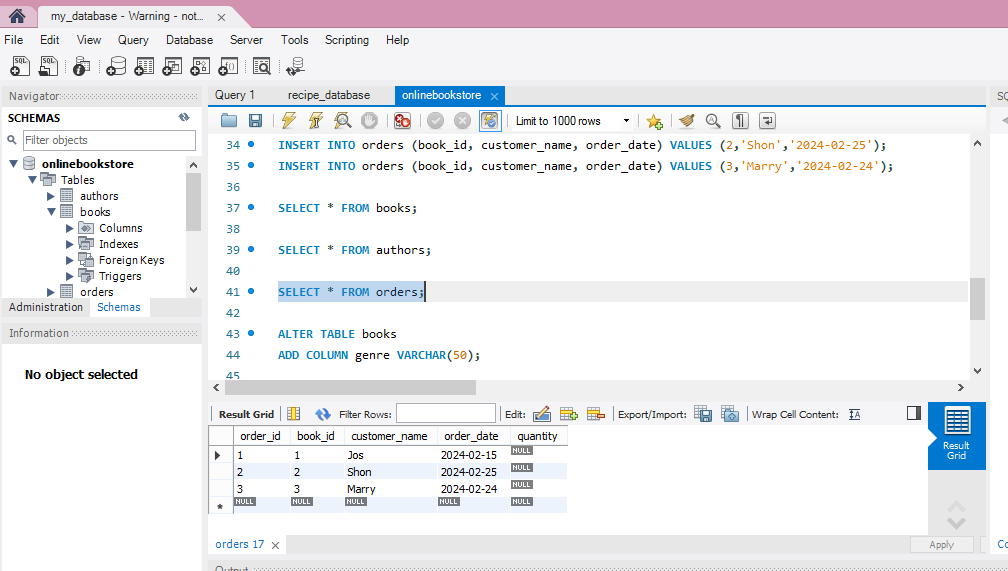 my_database - Warning - not...
File Edit View Query Database Server Tools Scripting Help
Navigator
SCHEMAS
Filter objects
onlinebookstore
Tables
authors
books
Columns
Indexes
Foreign Keys
Triggers
orders
Administration Schemas
Information
No object selected
Query 1 recipe_database onlinebookstore
Limit to 1000 rows
34 INSERT INTO orders (book_id, customer_name, order_date) VALUES (2,'Shon','2024-02-25');
35 INSERT INTO orders (book_id, customer_name, order_date) VALUES (3,'Marry','2024-02-24');
36
37 SELECT * FROM books;
38
39 SELECT * FROM authors;
40
41 SELECT * FROM orders;
42
43 ALTER TABLE books
44 ADD COLUMN genre VARCHAR(50);
45
Result Grid Filter Rows: Edit: Export/Import: Wrap Cell Content: IA
order_id book_id customer_name order_date quantity
1 1 Jos 2024-02-15 NULL
2 2 Shon 2024-02-25 NULL
3 3 Marry 2024-02-24 NULL
* NULL NULL NULL NULL NULL
Result
Grid
orders 17
Apply
Output
SQ
Co